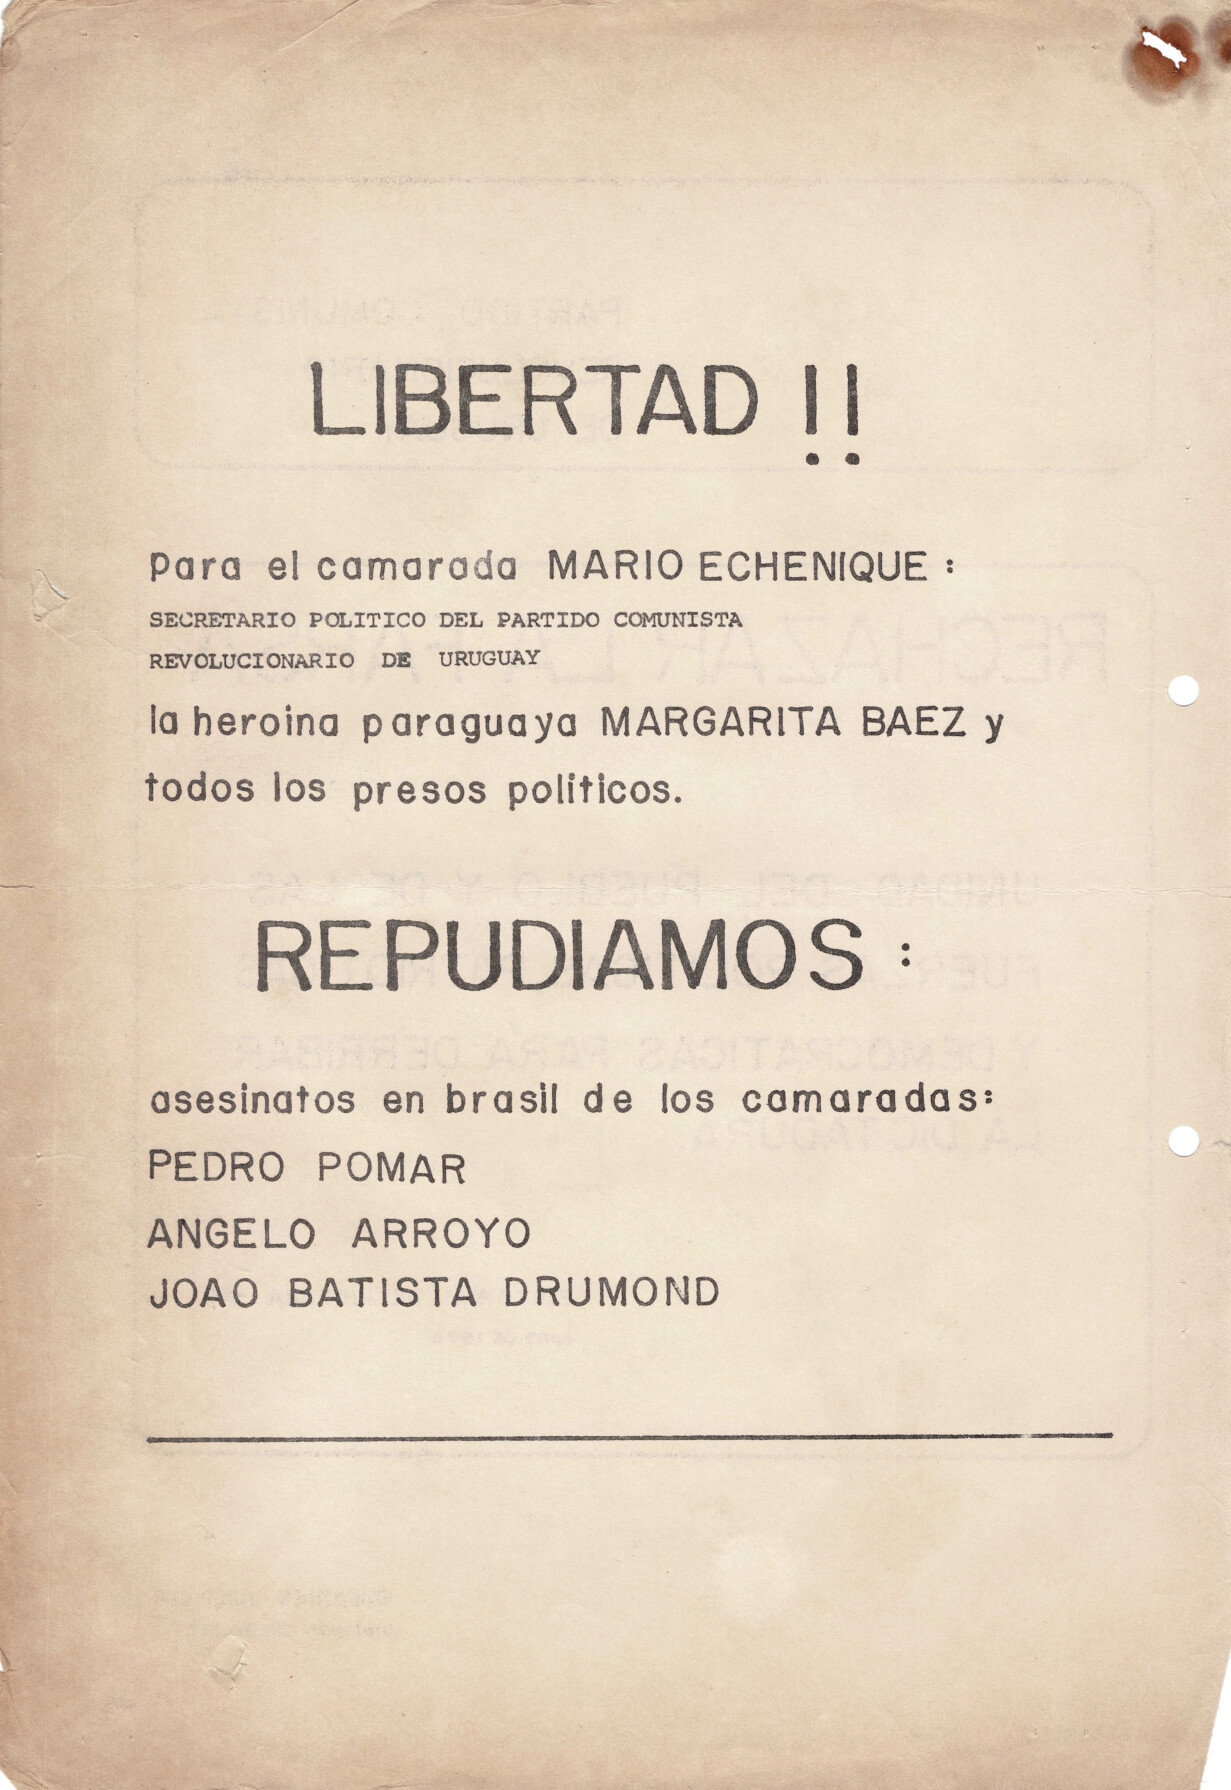 LIBERTAD !!
para el camarada MARIO ECHENIQUE :
SECRETARIO POLITICO DEL PARTIDO COMUNISTA
REVOLUCIONARIO DE URUGUAY
la heroina paraguaya MARGARITA BAEZ y
todos los presos politicos.
REPUDIAMOS :
asesinatos en brasil de los camaradas:
PEDRO POMAR
ANGELO ARROYO
JOAO BATISTA DRUMOND